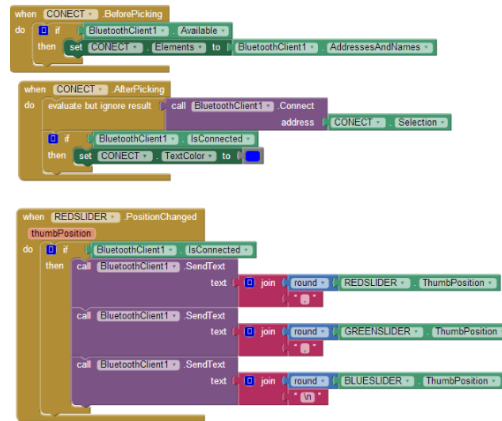 when CONECT .BeforePicking
do if BluetoothClient1 . Available
then set CONECT . Elements to BluetoothClient1 . AddressesAndNames
when CONECT .AfterPicking
do evaluate but ignore result call BluetoothClient1 .Connect
address CONECT . Selection
if BluetoothClient1 . IsConnected
then set CONECT . TextColor to
when REDSLIDER .PositionChanged
thumbPosition
do if BluetoothClient1 . IsConnected
then call BluetoothClient1 .SendText
text join round REDSLIDER . ThumbPosition
" , "
call BluetoothClient1 .SendText
text join round GREENSLIDER . ThumbPosition
" , "
call BluetoothClient1 .SendText
text join round BLUESLIDER . ThumbPosition
" \n "